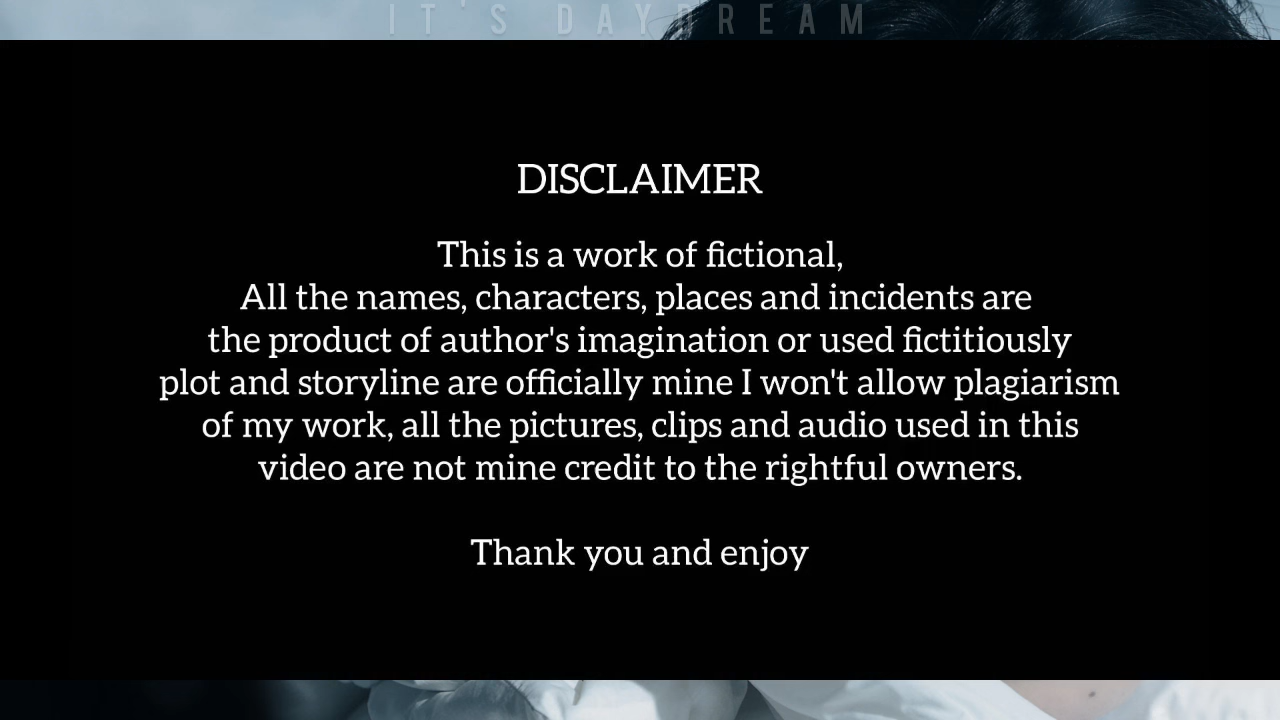 IT'S DAYDREAM
DISCLAIMER
This is a work of fictional,
All the names, characters, places and incidents are
the product of author's imagination or used fictitiously
plot and storyline are officially mine I won't allow plagiarism
of my work, all the pictures, clips and audio used in this
video are not mine credit to the rightful owners.
Thank you and enjoy